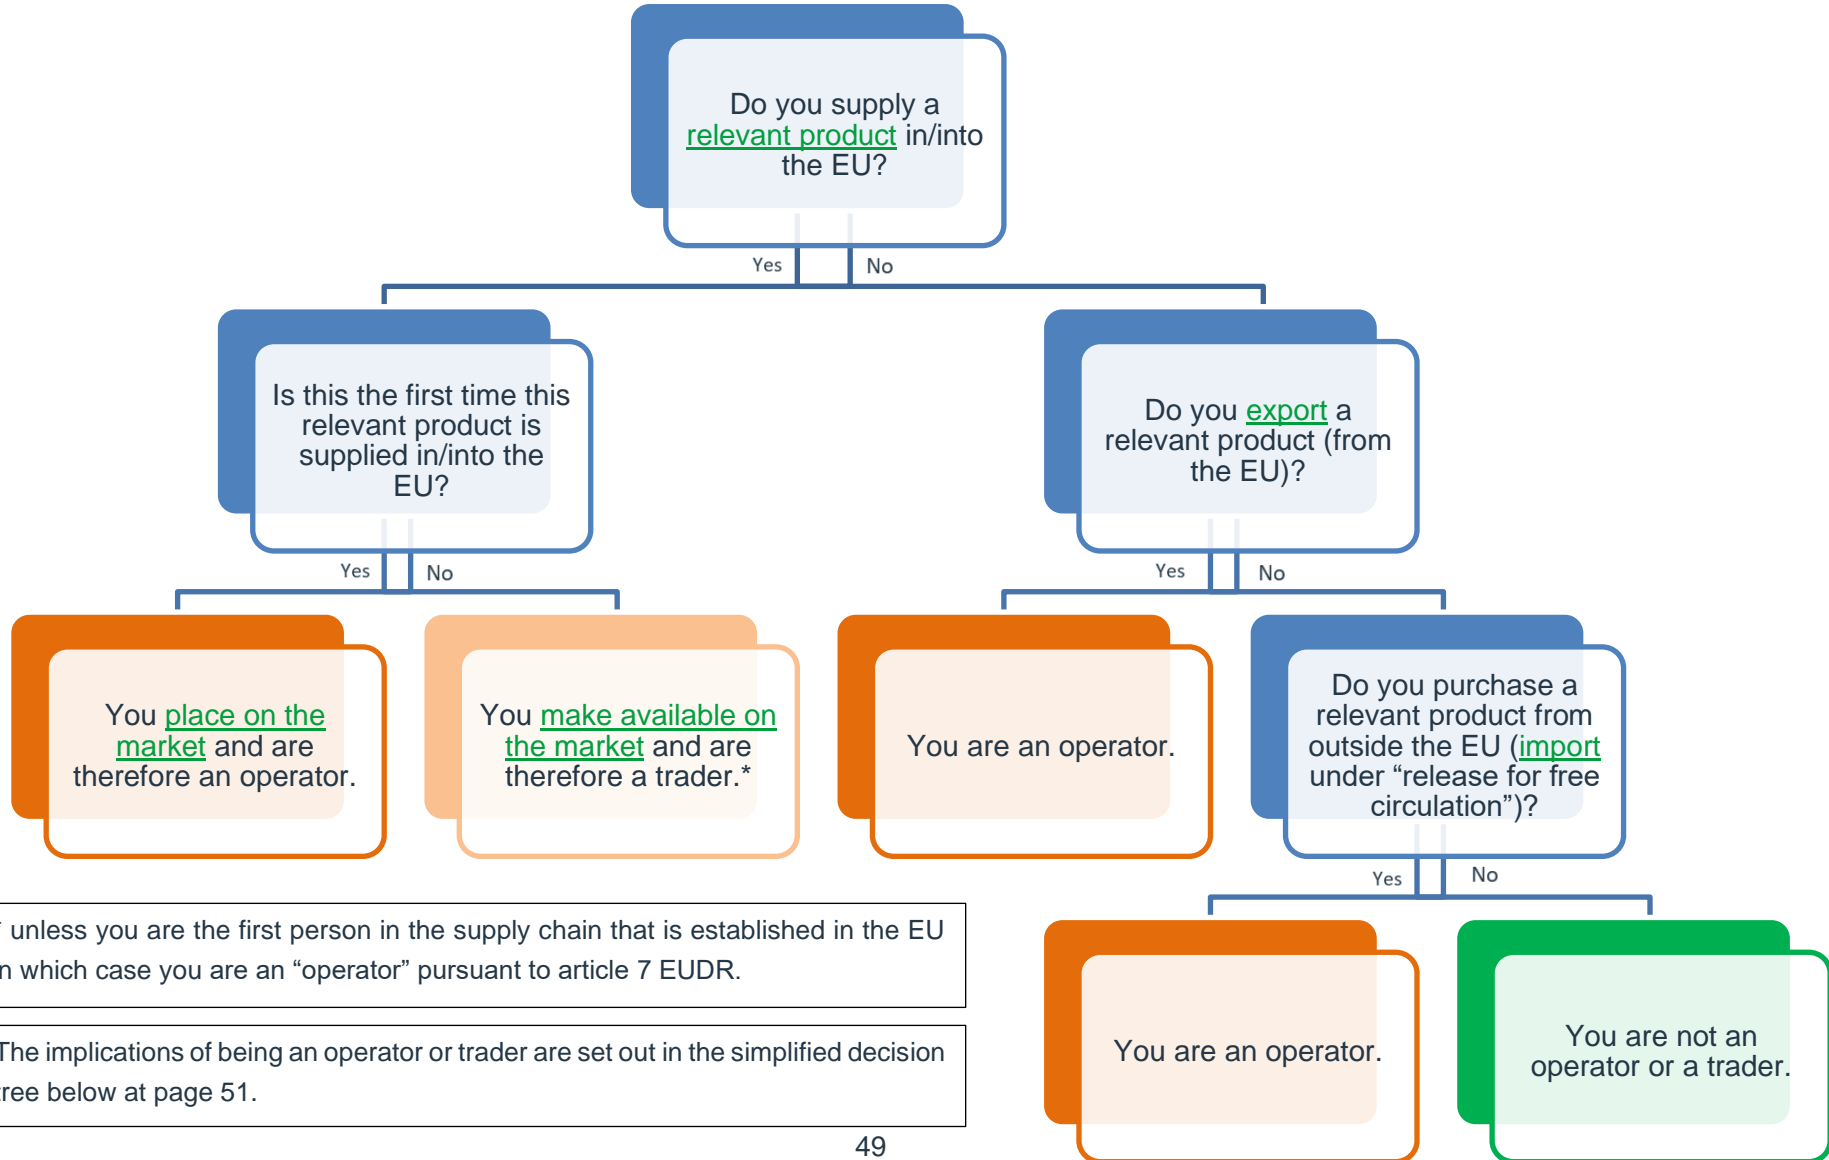 Do you supply a
relevant product in/into
the EU?
Yes
No
Is this the first time this
relevant product is
supplied in/into the
EU?
Do you export a
relevant product (from
the EU)?
Yes
No
Yes
No
You place on the
market and are
therefore an operator.
You make available on
the market and are
therefore a trader.*
You are an operator.
Do you purchase a
relevant product from
outside the EU (import
under “release for free
circulation”)?
Yes
No
* unless you are the first person in the supply chain that is established in the EU
in which case you are an “operator” pursuant to article 7 EUDR.
The implications of being an operator or trader are set out in the simplified decision
tree below at page 51.
You are an operator.
You are not an
operator or a trader.
49